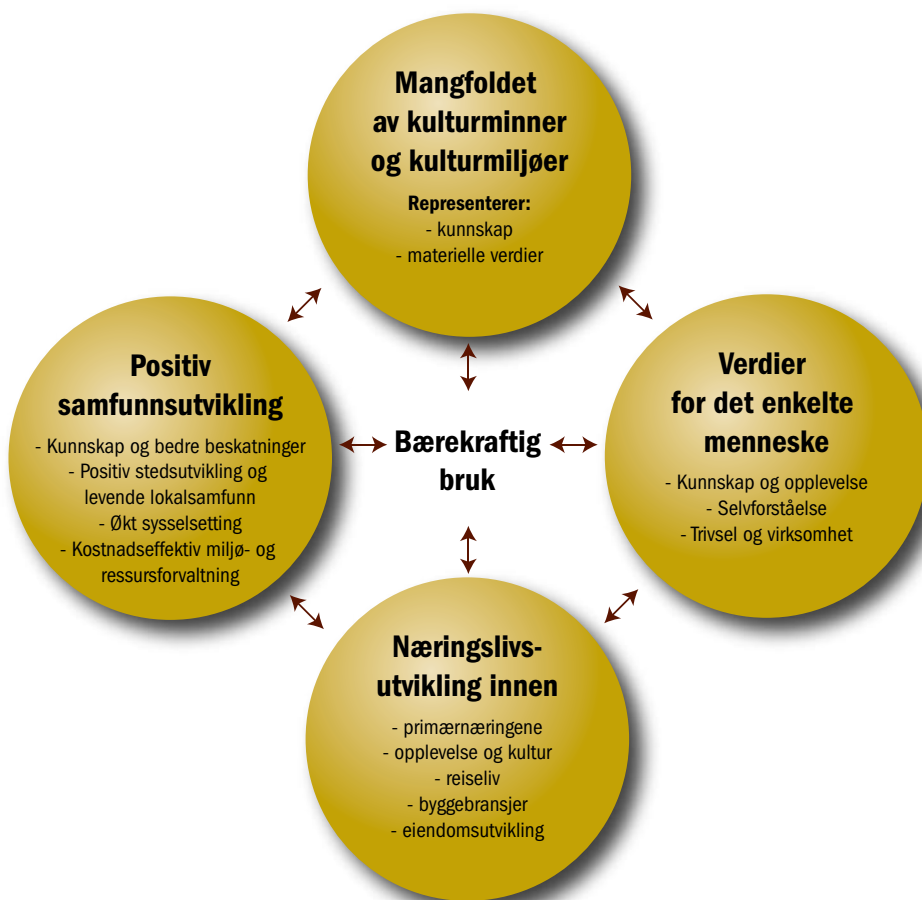 Mangfoldet
av kulturminner
og kulturmiljøer
Representerer:
- kunnskap
- materielle verdier
Positiv
samfunnsutvikling
- Kunnskap og bedre beskatninger
- Positiv stedsutvikling og
levende lokalsamfunn
- Økt sysselsetting
- Kostnadseffektiv miljø- og
ressursforvaltning
Bærekraftig
bruk
Verdier
for det enkelte
menneske
- Kunnskap og opplevelse
- Selvforståelse
- Trivsel og virksomhet
Næringslivs-
utvikling innen
- primærnæringene
- opplevelse og kultur
- reiseliv
- byggebransjer
- eiendomsutvikling